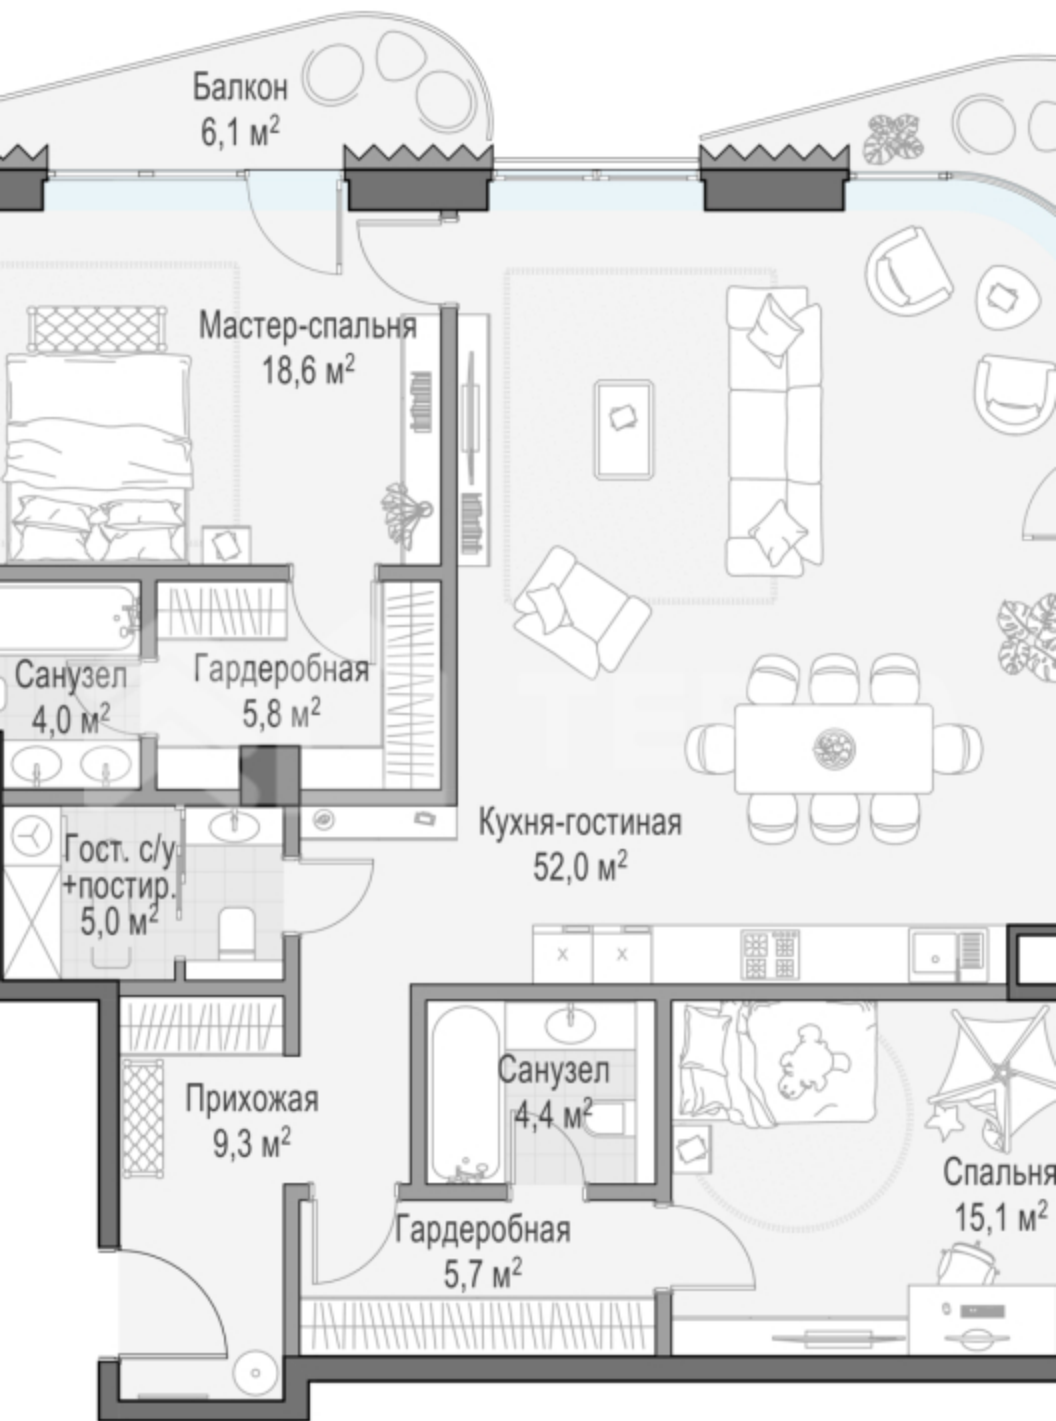 Балкон
6,1 м²
Мастер-спальня
18,6 м²
Санузел
4,0 м²
Гардеробная
5,8 м²
Кухня-гостиная
52,0 м²
Гост. с/у
+постир.
5,0 м²
Прихожая
9,3 м²
Санузел
4,4 м²
Спальня
15,1 м²
Гардеробная
5,7 м²